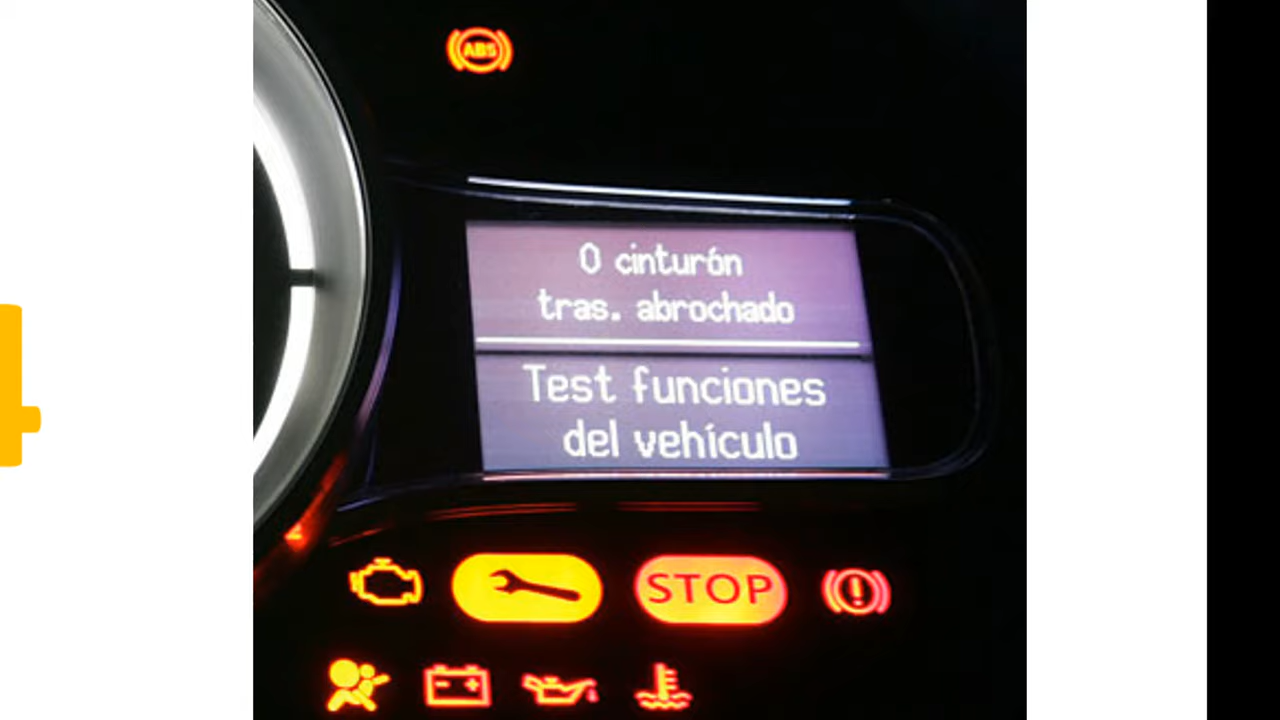 ABS
0 cinturón
tras. abrochado
Test funciones
del vehículo
STOP